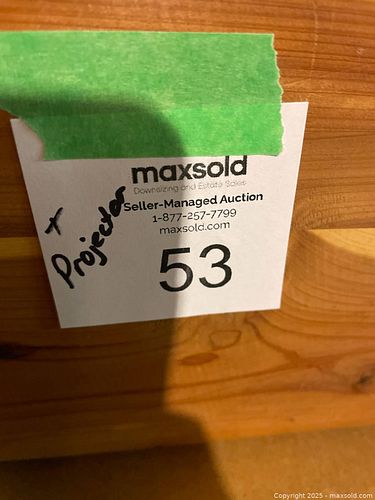 maxsold
Downsizing and Estate Sales
Seller-Managed Auction
1-877-257-7799
maxsold.com
53
+ Projector
Copyright 2025 - maxsold.com